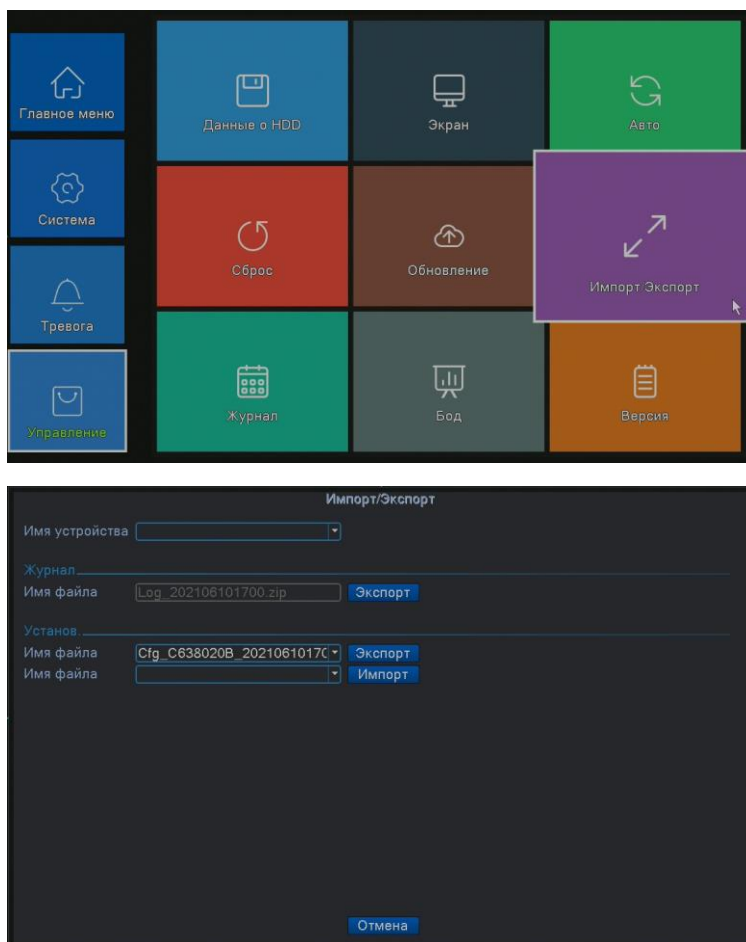 Главное меню
Данные о HDD
Экран
Авто
Система
Сброс
Обновление
Импорт/Экспорт
Тревога
Управление
Журнал
Бод
Версия
Импорт/Экспорт
Имя устройства
Журнал
Имя файла Log_202106101700.zip Экспорт
Установ.
Имя файла Cfg_C638020B_2021061017 Экспорт
Имя файла Импорт
Отмена